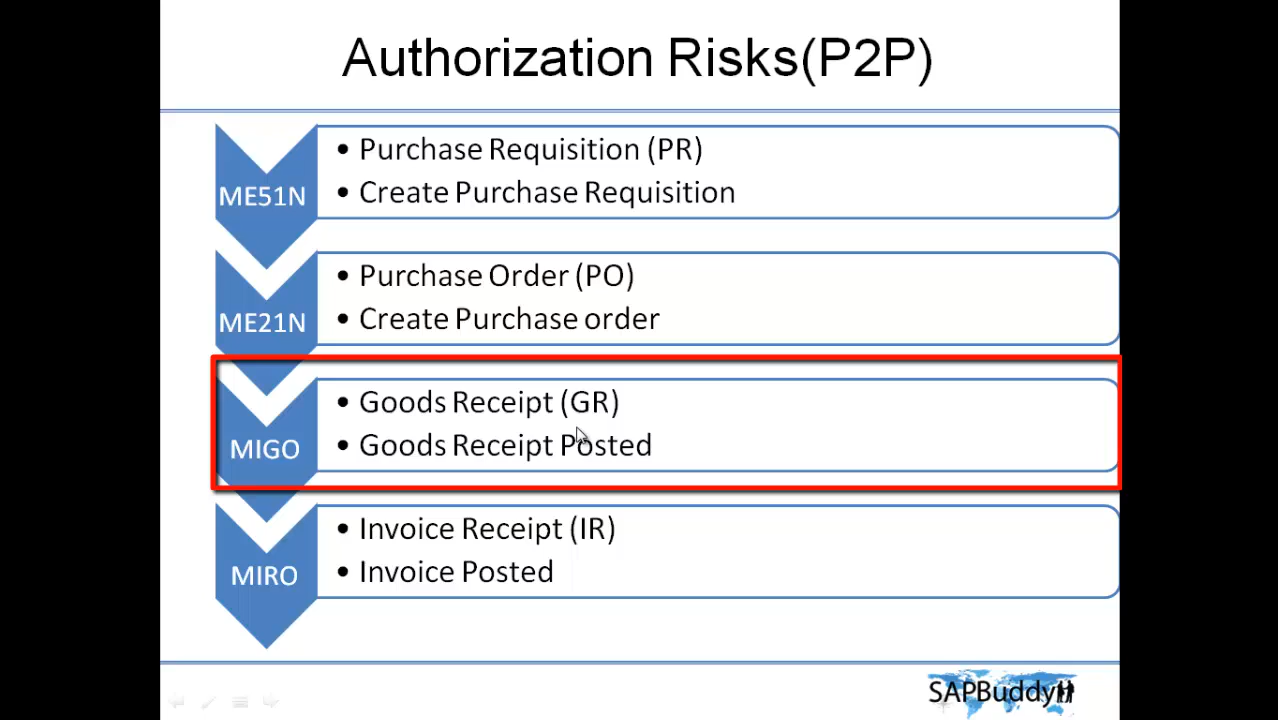 Authorization Risks(P2P)
ME51N
• Purchase Requisition (PR)
• Create Purchase Requisition
ME21N
• Purchase Order (PO)
• Create Purchase order
MIGO
• Goods Receipt (GR)
• Goods Receipt Posted
MIRO
• Invoice Receipt (IR)
• Invoice Posted
SAPBuddy